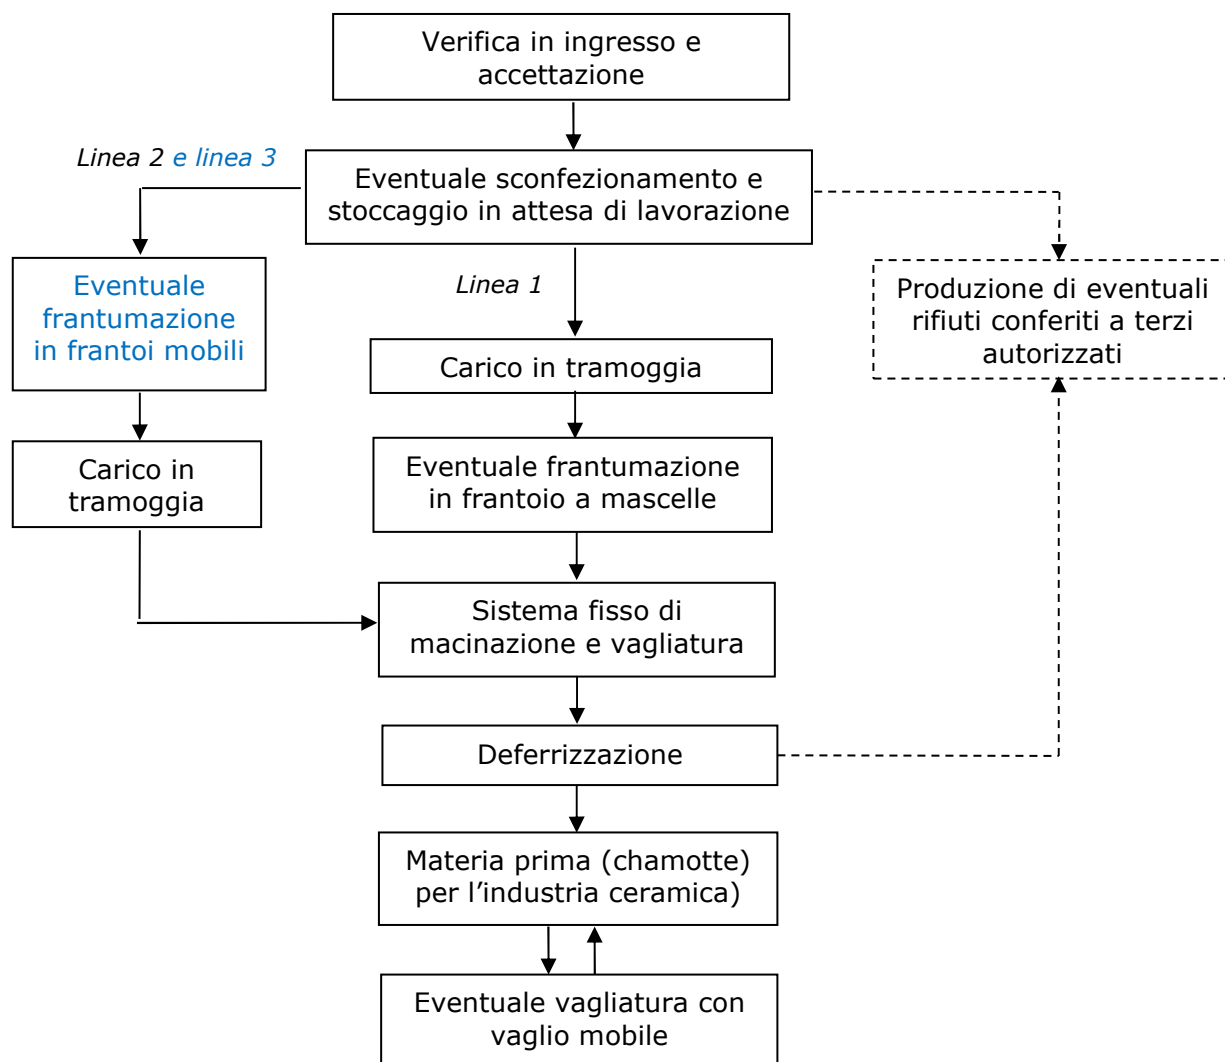 Verifica in ingresso e
accettazione
Linea 2 e linea 3
Eventuale sconfezionamento e
stoccaggio in attesa di lavorazione
Eventuale
frantumazione
in frantoi mobili
Linea 1
Produzione di eventuali
rifiuti conferiti a terzi
autorizzati
Carico in tramoggia
Carico in
tramoggia
Eventuale frantumazione
in frantoio a mascelle
Sistema fisso di
macinazione e vagliatura
Deferrizzazione
Materia prima (chamotte)
per l’industria ceramica)
Eventuale vagliatura con
vaglio mobile